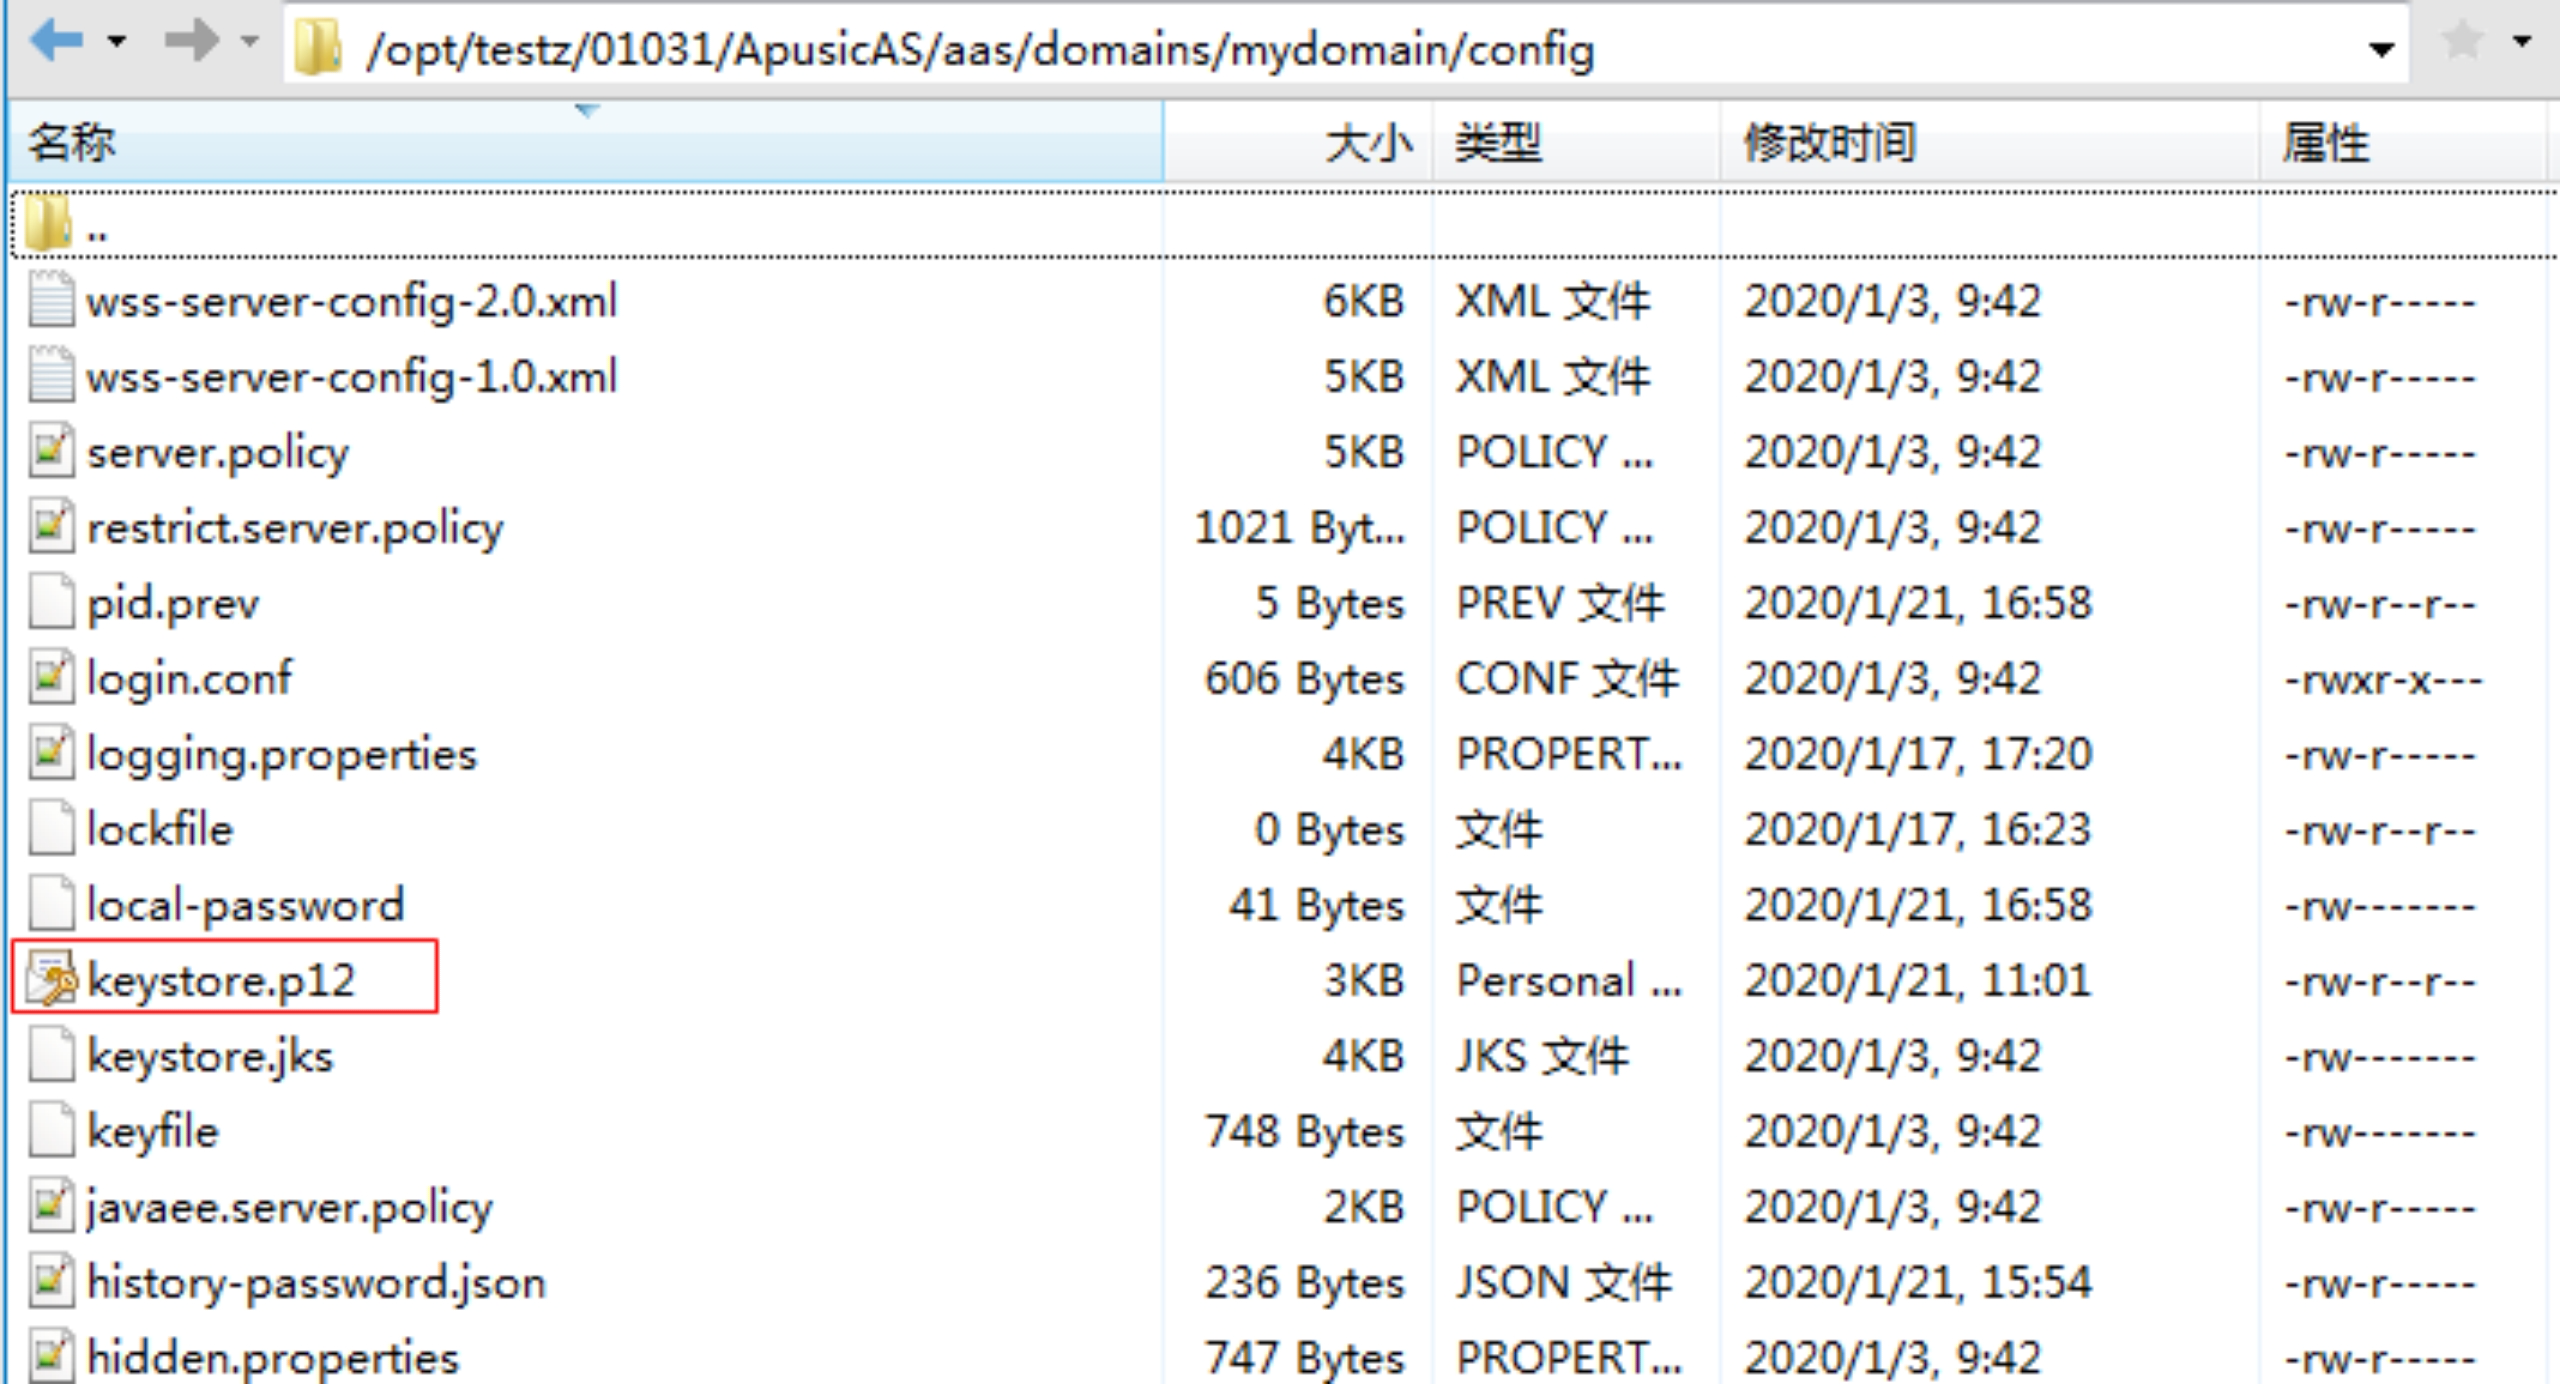 /opt/testz/01031/ApusicAS/aas/domains/mydomain/config
名称 大小 类型 修改时间 属性
..
wss-server-config-2.0.xml 6KB XML 文件 2020/1/3, 9:42 -rw-r-----
wss-server-config-1.0.xml 5KB XML 文件 2020/1/3, 9:42 -rw-r-----
server.policy 5KB POLICY ... 2020/1/3, 9:42 -rw-r-----
restrict.server.policy 1021 Byt... POLICY ... 2020/1/3, 9:42 -rw-r-----
pid.prev 5 Bytes PREV 文件 2020/1/21, 16:58 -rw-r--r--
login.conf 606 Bytes CONF 文件 2020/1/3, 9:42 -rwxr-x---
logging.properties 4KB PROPERT... 2020/1/17, 17:20 -rw-r-----
lockfile 0 Bytes 文件 2020/1/17, 16:23 -rw-r--r--
local-password 41 Bytes 文件 2020/1/21, 16:58 -rw-------
keystore.p12 3KB Personal ... 2020/1/21, 11:01 -rw-r--r--
keystore.jks 4KB JKS 文件 2020/1/3, 9:42 -rw-------
keyfile 748 Bytes 文件 2020/1/3, 9:42 -rw-------
javaee.server.policy 2KB POLICY ... 2020/1/3, 9:42 -rw-r-----
history-password.json 236 Bytes JSON 文件 2020/1/21, 15:54 -rw-r-----
hidden.properties 747 Bytes PROPERT... 2020/1/3, 9:42 -rw-r-----